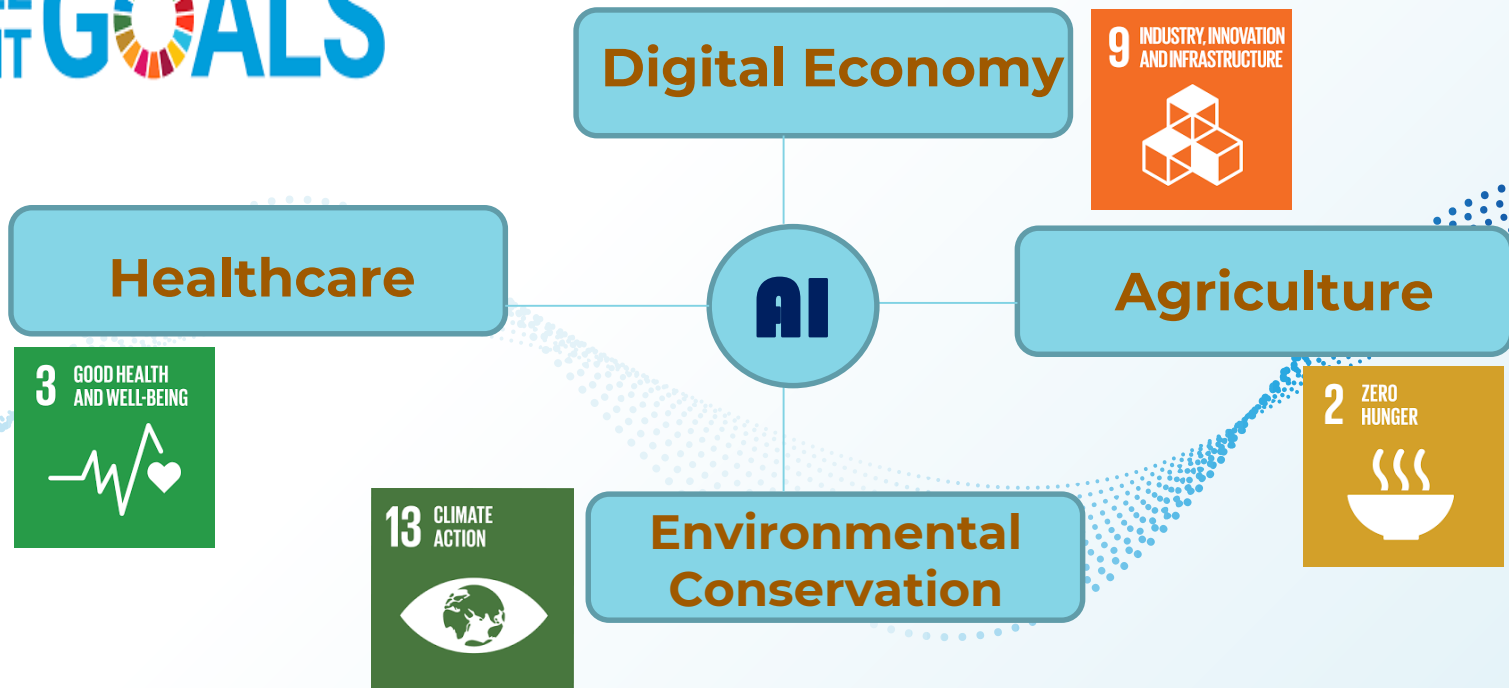 GOALS
Digital Economy
9 INDUSTRY, INNOVATION
AND INFRASTRUCTURE
Healthcare
AI
Agriculture
3 GOOD HEALTH
AND WELL-BEING
2 ZERO
HUNGER
13 CLIMATE
ACTION
Environmental
Conservation